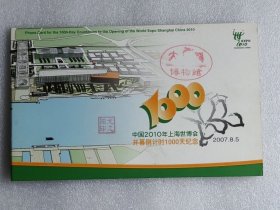 Phone Card for the 1000-Day Countdown to the Opening of the World Expo Shanghai China 2010
博物館
1000
中国2010年上海世博会
开幕倒计时1000天纪念
2007.8.5